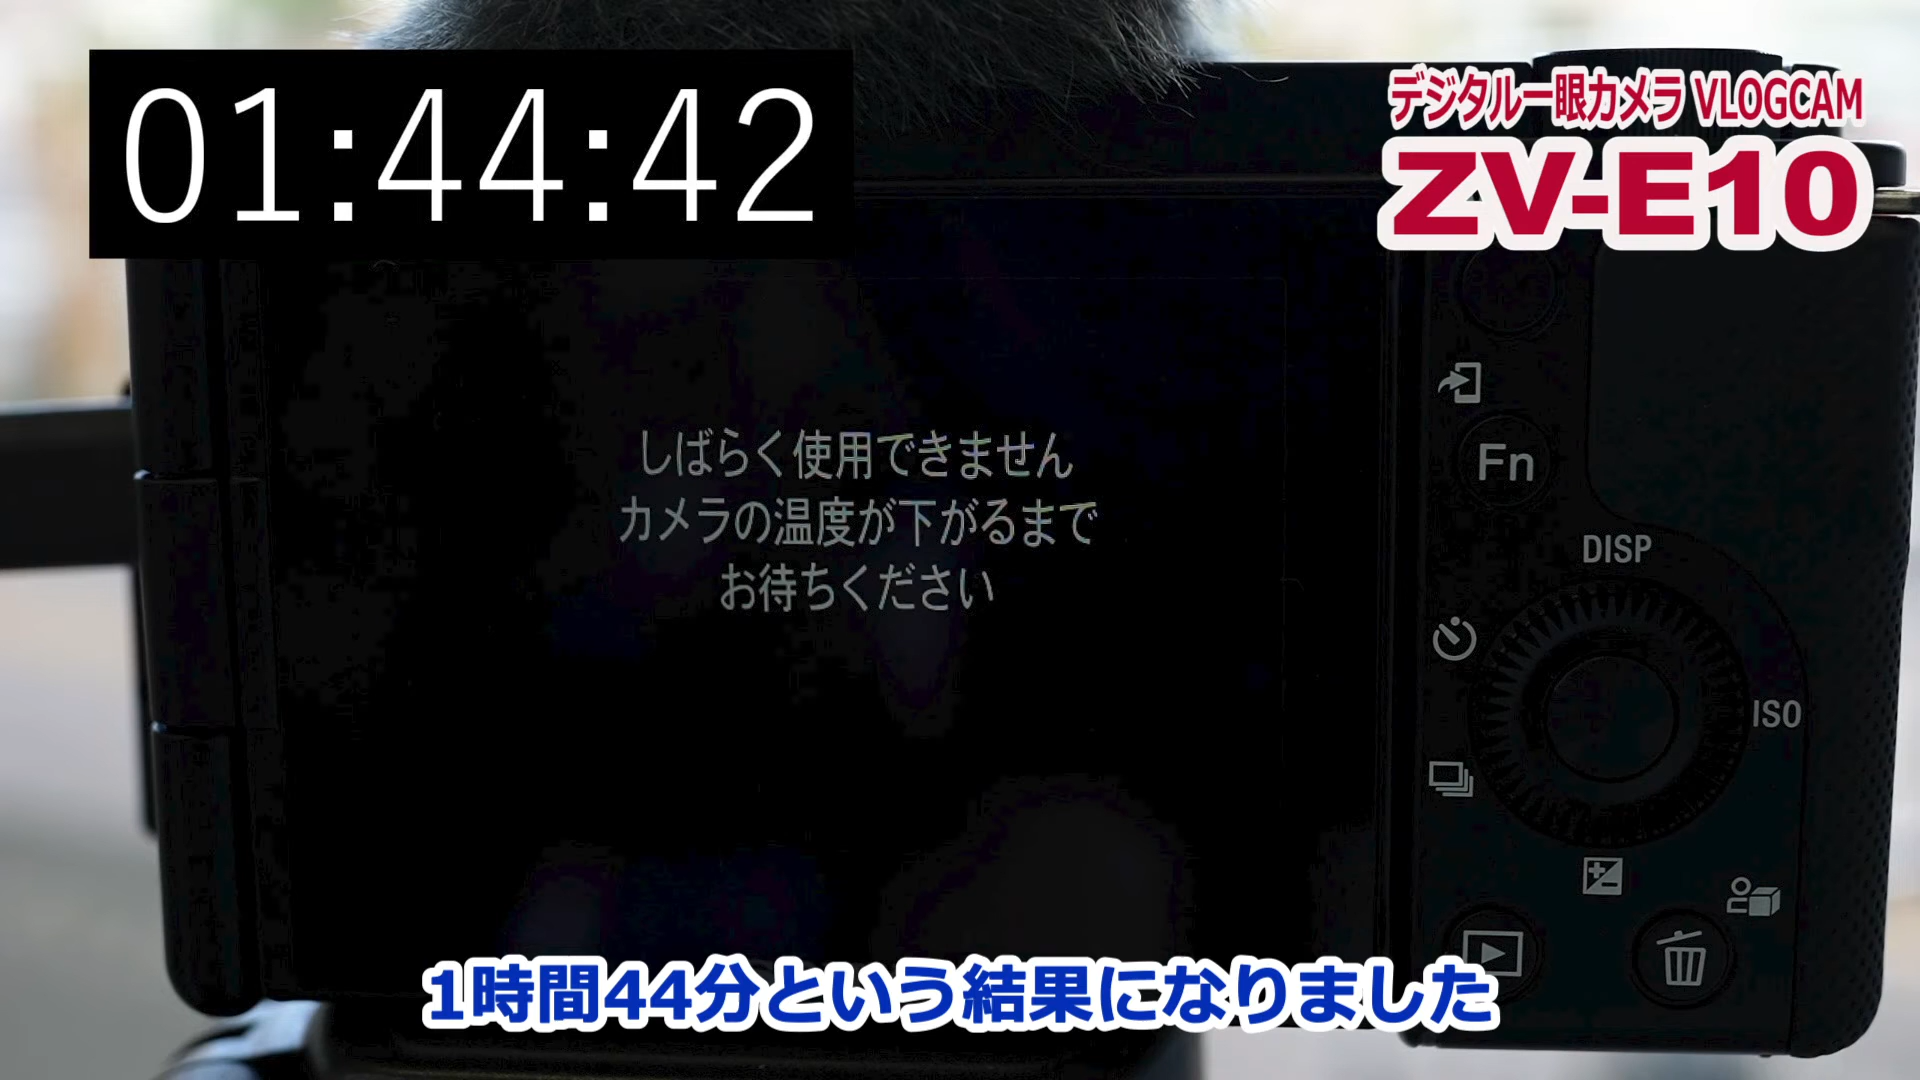 01:44:42
デジタル一眼カメラ VLOGCAM
ZV-E10
しばらく使用できません
カメラの温度が下がるまで
お待ちください
Fn
DISP
ISO
1時間44分という結果になりました